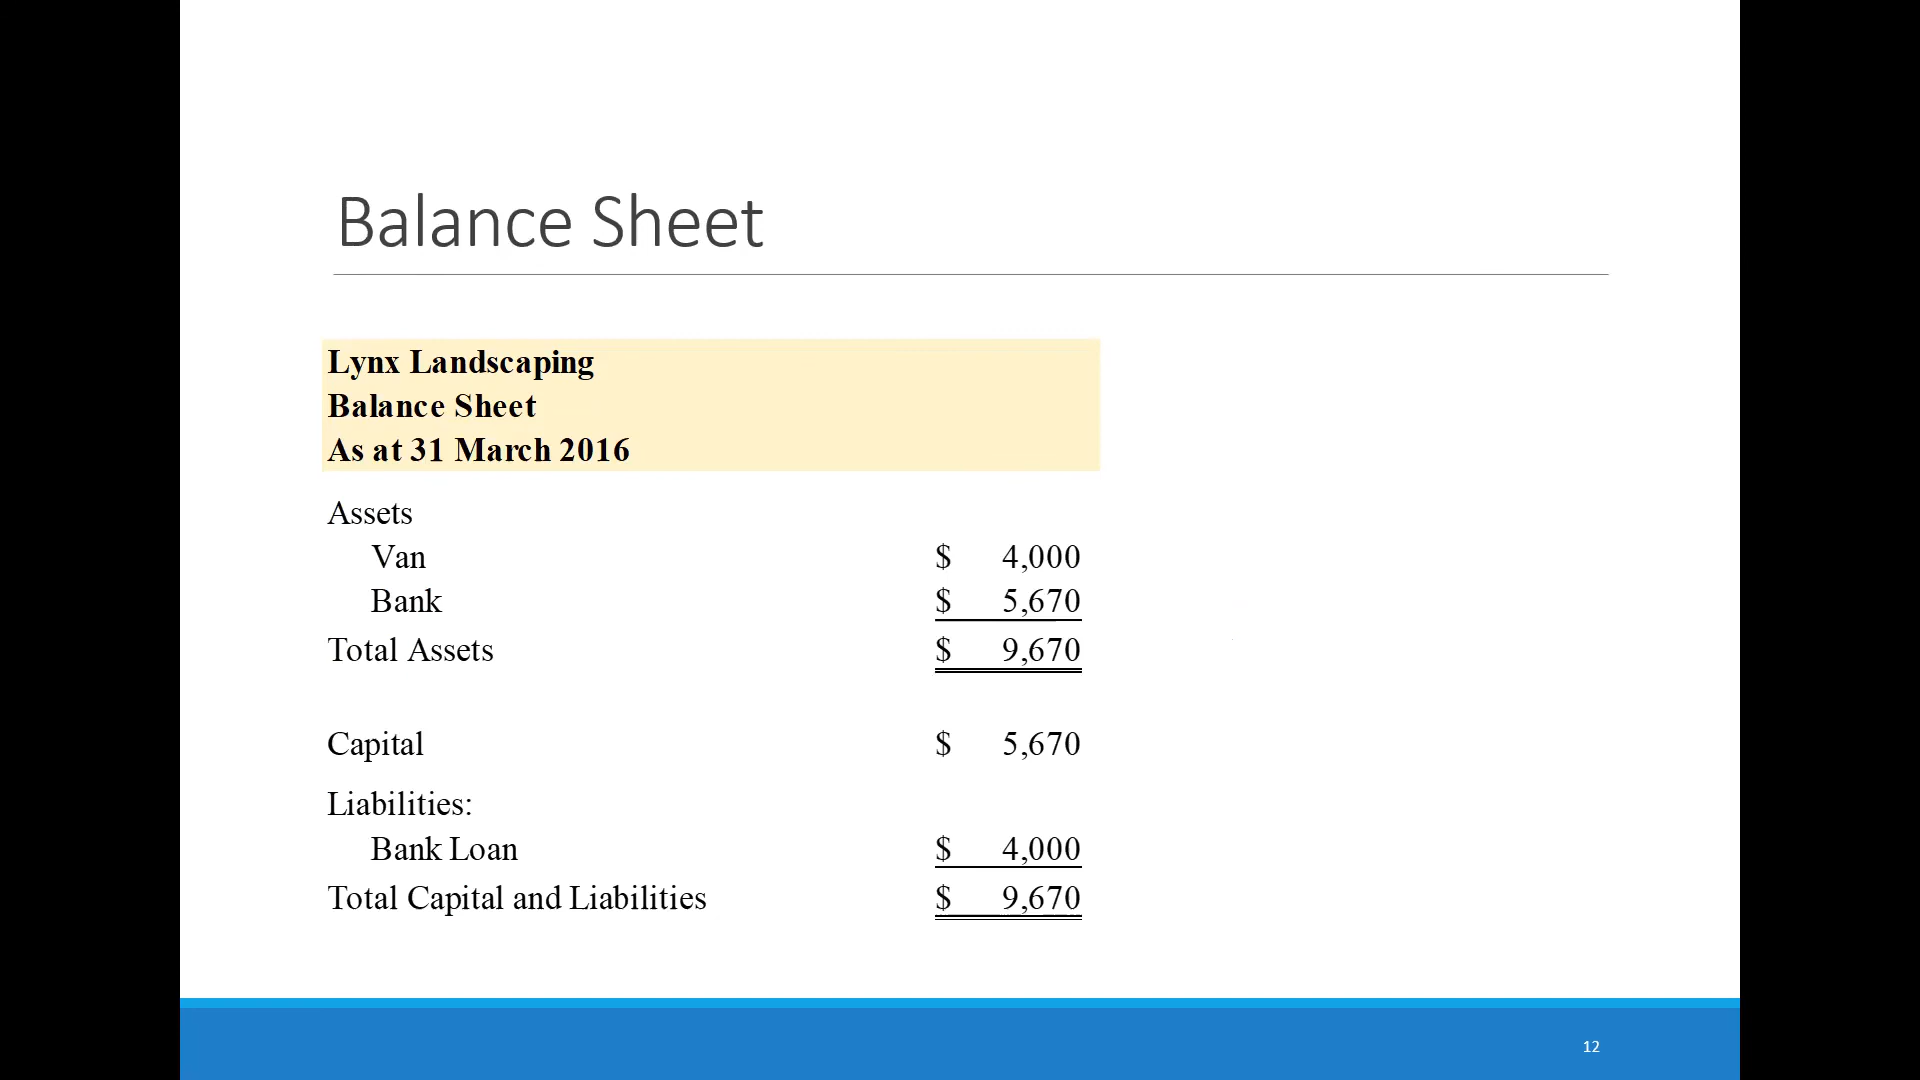 Balance Sheet
Lynx Landscaping
Balance Sheet
As at 31 March 2016
Assets
Van $ 4,000
Bank $ 5,670
Total Assets $ 9,670
Capital $ 5,670
Liabilities:
Bank Loan $ 4,000
Total Capital and Liabilities $ 9,670
12